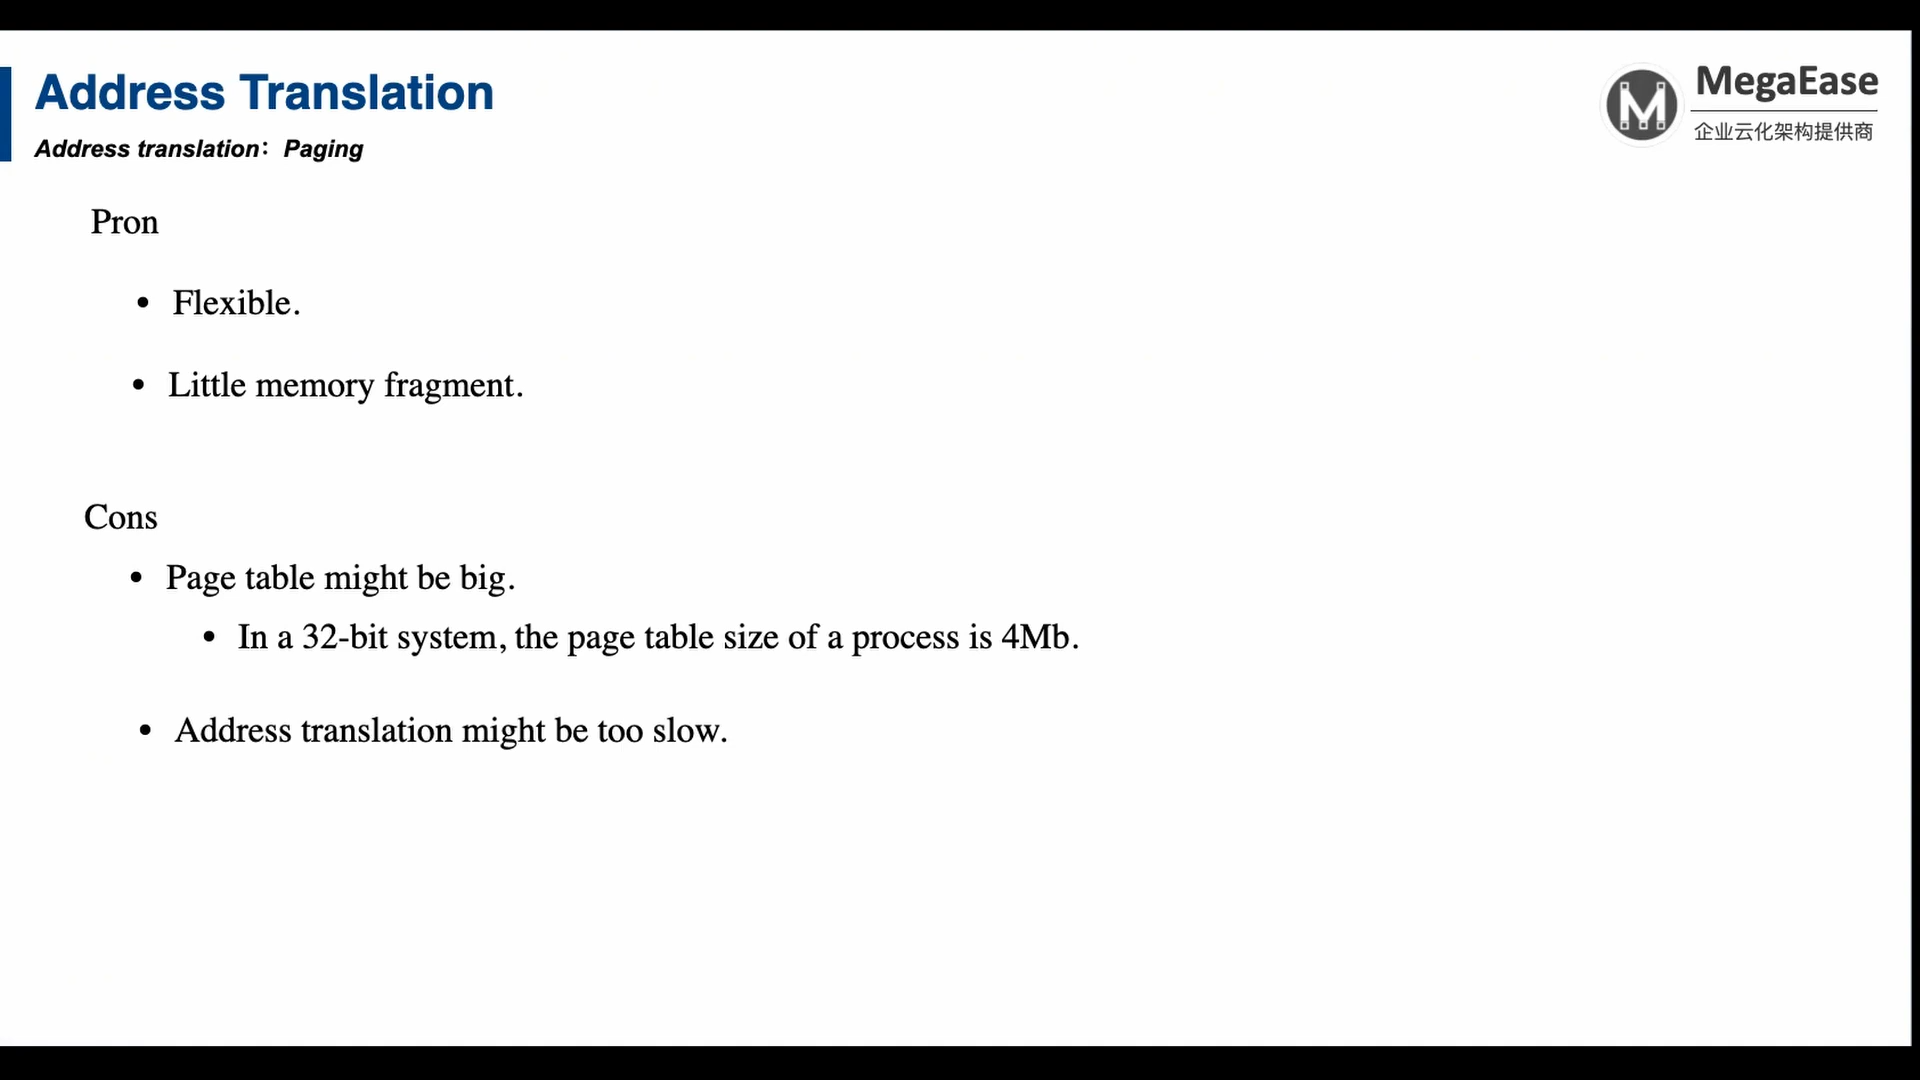 Address Translation
Address translation：Paging
MegaEase
企业云化架构提供商
Pron
• Flexible.
• Little memory fragment.
Cons
• Page table might be big.
• In a 32-bit system, the page table size of a process is 4Mb.
• Address translation might be too slow.